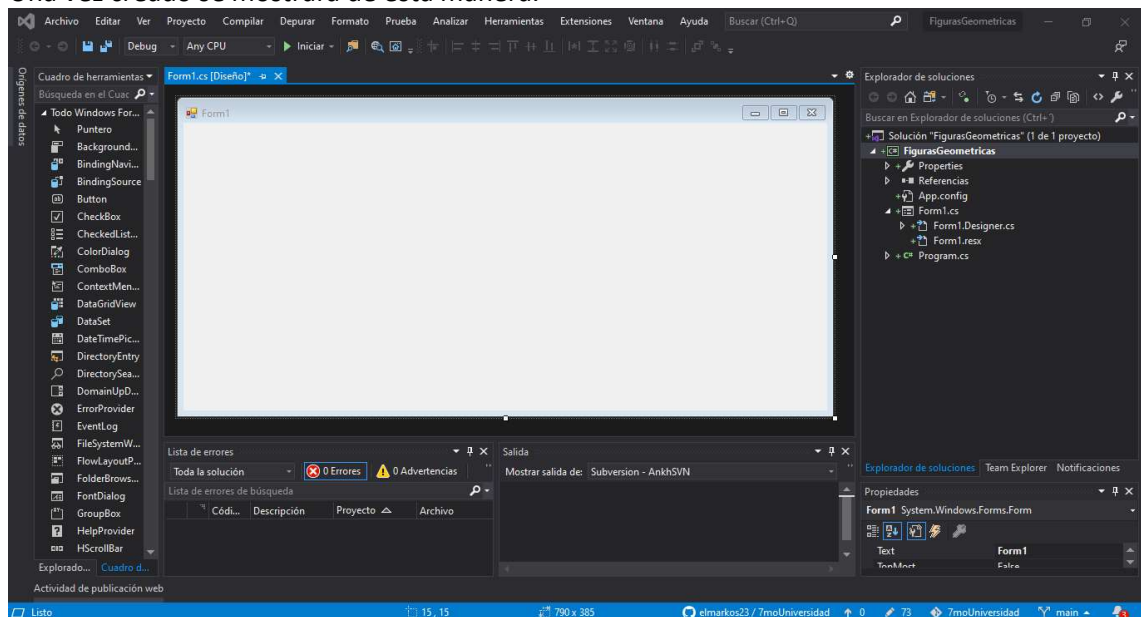 Una vez creado se mostrará de esta manera:
Archivo Editar Ver Proyecto Compilar Depurar Formato Prueba Analizar Herramientas Extensiones Ventana Ayuda Buscar (Ctrl+Q) FigurasGeometricas
Debug Any CPU Iniciar
Orígenes de datos
Cuadro de herramientas
Búsqueda en el Cuac
Todo Windows For...
Puntero
Background...
BindingNavi...
BindingSource
Button
CheckBox
CheckedList...
ColorDialog
ComboBox
ContextMen...
DataGridView
DataSet
DateTimePic...
DirectoryEntry
DirectorySea...
DomainUpD...
ErrorProvider
EventLog
FileSystemW...
FlowLayoutP...
FolderBrows...
FontDialog
GroupBox
HelpProvider
HScrollBar
Explorado... Cuadro d...
Form1.cs [Diseño]*
Form1
Lista de errores
Toda la solución 0 Errores 0 Advertencias
Lista de errores de búsqueda
Códi... Descripción Proyecto Archivo
Salida
Mostrar salida de: Subversion - AnkhSVN
Explorador de soluciones
Buscar en Explorador de soluciones (Ctrl+´)
Solución "FigurasGeometricas" (1 de 1 proyecto)
FigurasGeometricas
Properties
Referencias
App.config
Form1.cs
Form1.Designer.cs
Form1.resx
Program.cs
Explorador de soluciones Team Explorer Notificaciones
Propiedades
Form1 System.Windows.Forms.Form
Text Form1
TopMost False
Actividad de publicación web
Listo 15, 15 790 x 385 elmarkos23 / 7moUniversidad 0 73 7moUniversidad main